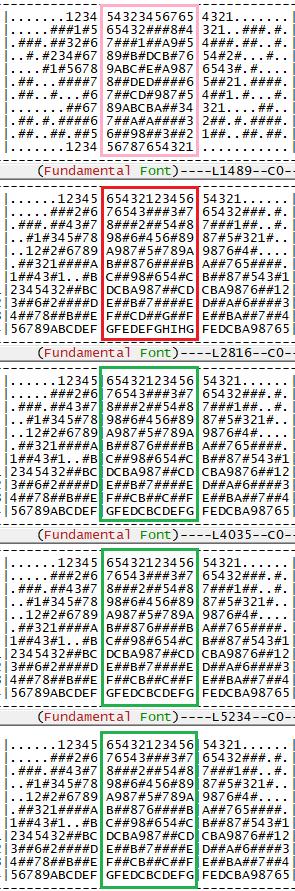 |......1234 54323456765 4321.......|
|.....###1#5 65432###8#4 321..###.#.|
|.###.##32#6 47###1##A9#5 4###.##..#.|
|..#.#234#67 89#B#DCB#76 54#2#...#..|
|....#1#5678 9ABC#E#A987 6543#.#....|
|.##...####7 8##DED####6 5##21.####.|
|.##..#...#6 7##CD#987#5 4##1.#...#.|
|......##67 89ABCBA##34 321....##..|
|.##.#.####6 7##A#A####3 2##.#.####.|
|.##..##.##5 6##98##3##2 1##..##.##.|
|......1234 56787654321 ...........|
(Fundamental Font)----L1489--C0--
|......12345 65432123456 54321......|
|.....###2#6 76543###3#7 65432###.#.|
|.###.##43#7 8###2##54#8 7###1##..#.|
|..#1#345#78 98#6#456#89 87#5#321#..|
|..12#2#6789 A987#5#789A 9876#4#....|
|.##321####A B##876####B A##765####.|
|1##43#1..#B C##98#654#C B##87#543#1|
|2345432##BC DCBA987##CD CBA9876##12|
|3##6#2####D E##B#7####E D##A#6####3|
|4##78##B##E F##CD##G##F E##BA##7##4|
|56789ABCDEF GFEDEFGHIHG FEDCBA98765|
(Fundamental Font)----L2816--C0--
|......12345 65432123456 54321......|
|.....###2#6 76543###3#7 65432###.#.|
|.###.##43#7 8###2##54#8 7###1##..#.|
|..#1#345#78 98#6#456#89 87#5#321#..|
|..12#2#6789 A987#5#789A 9876#4#....|
|.##321####A B##876####B A##765####.|
|1##43#1..#B C##98#654#C B##87#543#1|
|2345432##BC DCBA987##CD CBA9876##12|
|3##6#2####D E##B#7####E D##A#6####3|
|4##78##B##E F##CB##C##F E##BA##7##4|
|56789ABCDEF GFEDCBCDEFG FEDCBA98765|
(Fundamental Font)----L4035--C0--
|......12345 65432123456 54321......|
|.....###2#6 76543###3#7 65432###.#.|
|.###.##43#7 8###2##54#8 7###1##..#.|
|..#1#345#78 98#6#456#89 87#5#321#..|
|..12#2#6789 A987#5#789A 9876#4#....|
|.##321####A B##876####B A##765####.|
|1##43#1..#B C##98#654#C B##87#543#1|
|2345432##BC DCBA987##CD CBA9876##12|
|3##6#2####D E##B#7####E D##A#6####3|
|4##78##B##E F##CB##C##F E##BA##7##4|
|56789ABCDEF GFEDCBCDEFG FEDCBA98765|
(Fundamental Font)----L5234--C0--
|......12345 65432123456 54321......|
|.....###2#6 76543###3#7 65432###.#.|
|.###.##43#7 8###2##54#8 7###1##..#.|
|..#1#345#78 98#6#456#89 87#5#321#..|
|..12#2#6789 A987#5#789A 9876#4#....|
|.##321####A B##876####B A##765####.|
|1##43#1..#B C##98#654#C B##87#543#1|
|2345432##BC DCBA987##CD CBA9876##12|
|3##6#2####D E##B#7####E D##A#6####3|
|4##78##B##E F##CB##C##F E##BA##7##4|
|56789ABCDEF GFEDCBCDEFG FEDCBA98765|